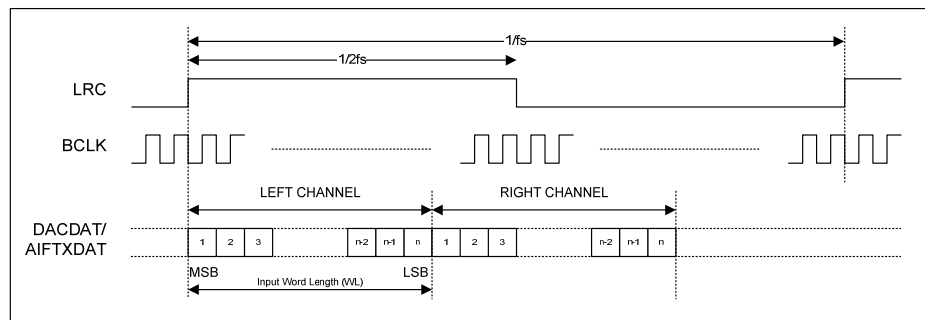 1/fs
1/2fs
LRC
BCLK
LEFT CHANNEL RIGHT CHANNEL
DACDAT/
AIFTXDAT
1 2 3 n-2 n-1 n 1 2 3 n-2 n-1 n
MSB LSB
Input Word Length (WL)